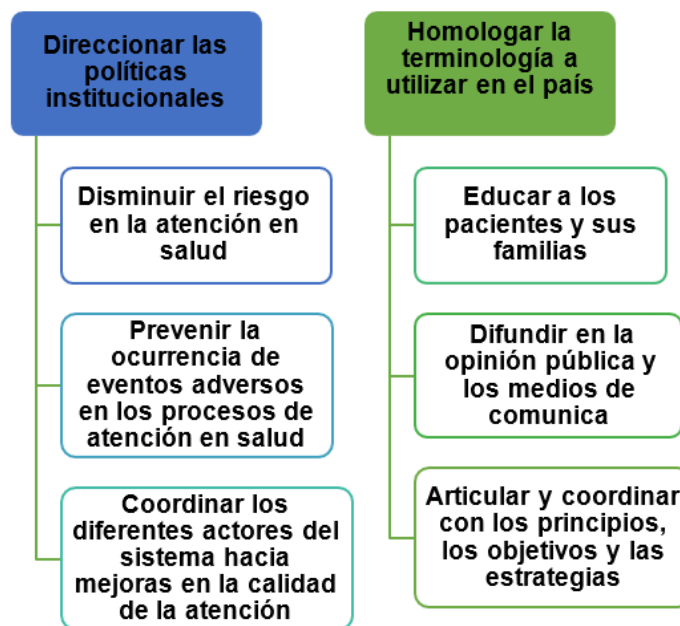 Direccionar las
políticas
institucionales
Disminuir el riesgo
en la atención en
salud
Prevenir la
ocurrencia de
eventos adversos
en los procesos de
atención en salud
Coordinar los
diferentes actores del
sistema hacia
mejoras en la calidad
de la atención
Homologar la
terminología a
utilizar en el país
Educar a los
pacientes y sus
familias
Difundir en la
opinión pública y
los medios de
comunica
Articular y coordinar
con los principios,
los objetivos y las
estrategias